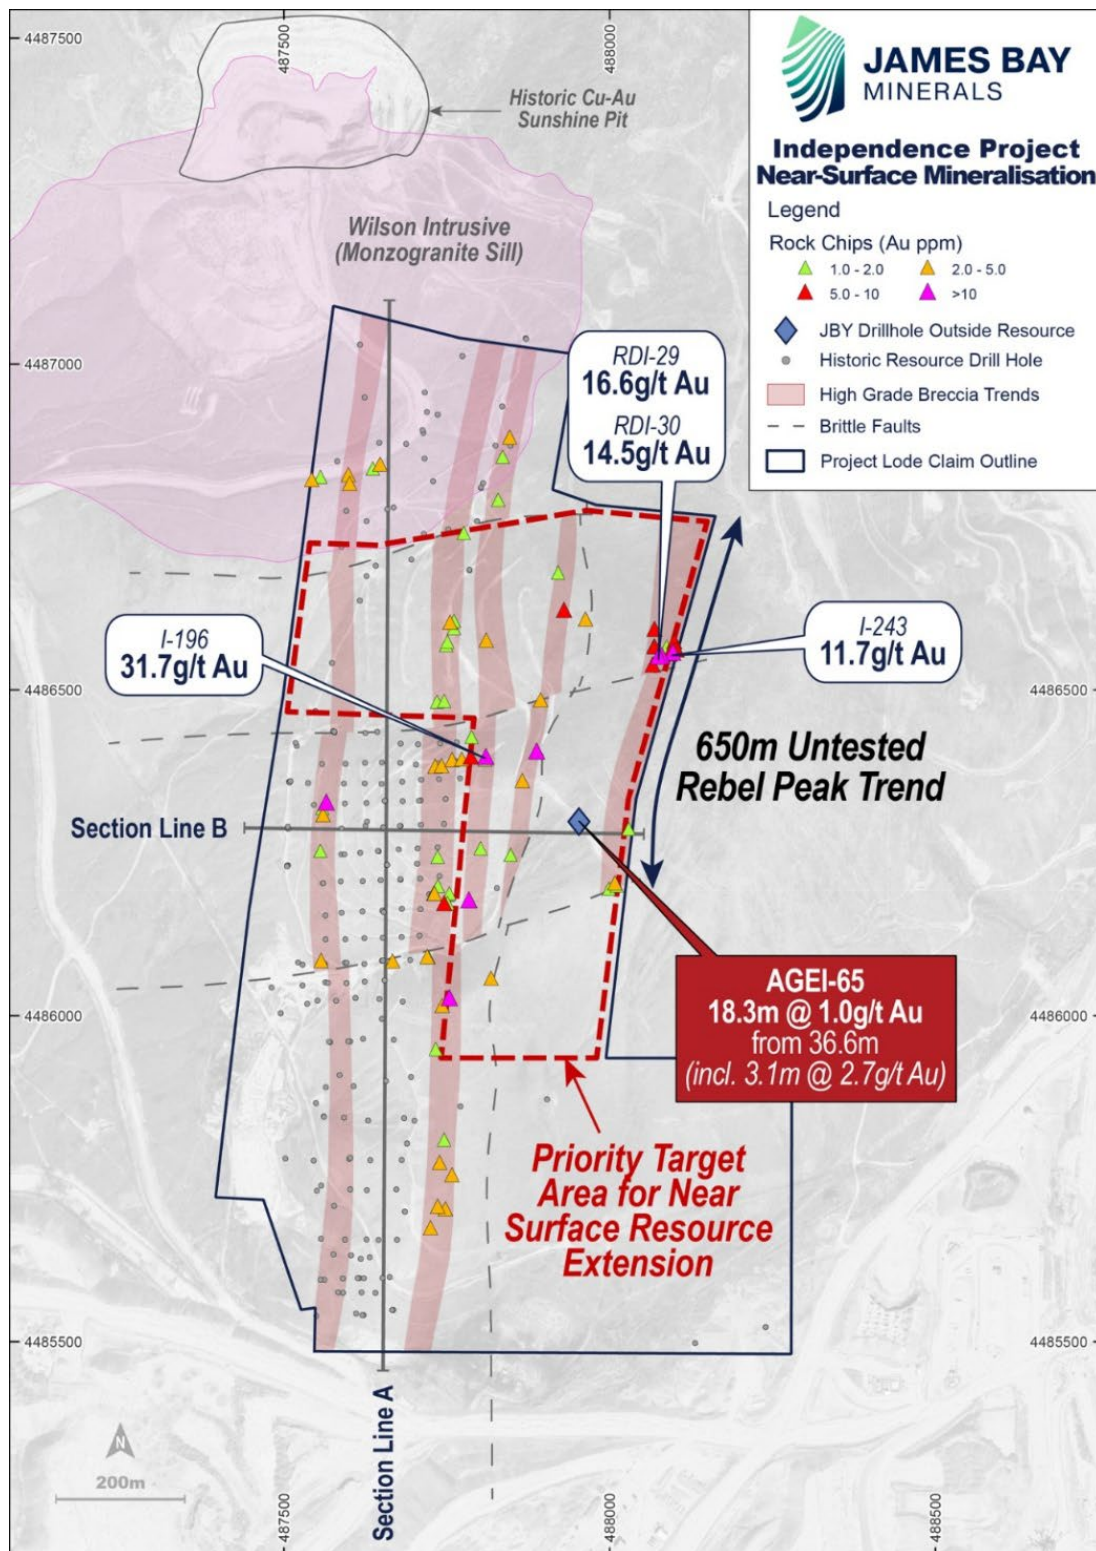 4487500
487500
488000
JAMES BAY
MINERALS
Independence Project
Near-Surface Mineralisation
Legend
Rock Chips (Au ppm)
1.0 - 2.0
2.0 - 5.0
5.0 - 10
>10
JBY Drillhole Outside Resource
Historic Resource Drill Hole
High Grade Breccia Trends
Brittle Faults
Project Lode Claim Outline
Historic Cu-Au
Sunshine Pit
Wilson Intrusive
(Monzogranite Sill)
4487000
RDI-29
16.6g/t Au
RDI-30
14.5g/t Au
I-196
31.7g/t Au
I-243
11.7g/t Au
4486500
4486500
650m Untested
Rebel Peak Trend
Section Line B
AGEI-65
18.3m @ 1.0g/t Au
from 36.6m
(incl. 3.1m @ 2.7g/t Au)
4486000
4486000
Priority Target
Area for Near
Surface Resource
Extension
4485500
4485500
Section Line A
N
200m
487500
488000
488500